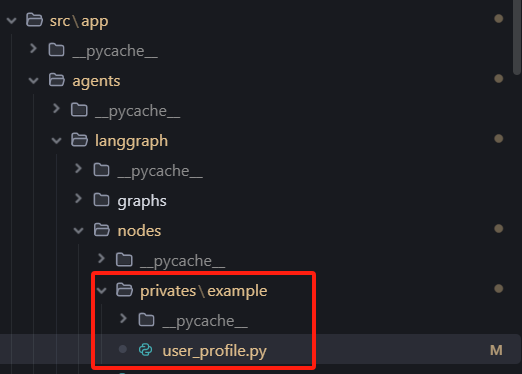 src\app
__pycache__
agents
__pycache__
langgraph
__pycache__
graphs
nodes
__pycache__
privates\example
__pycache__
user_profile.py M